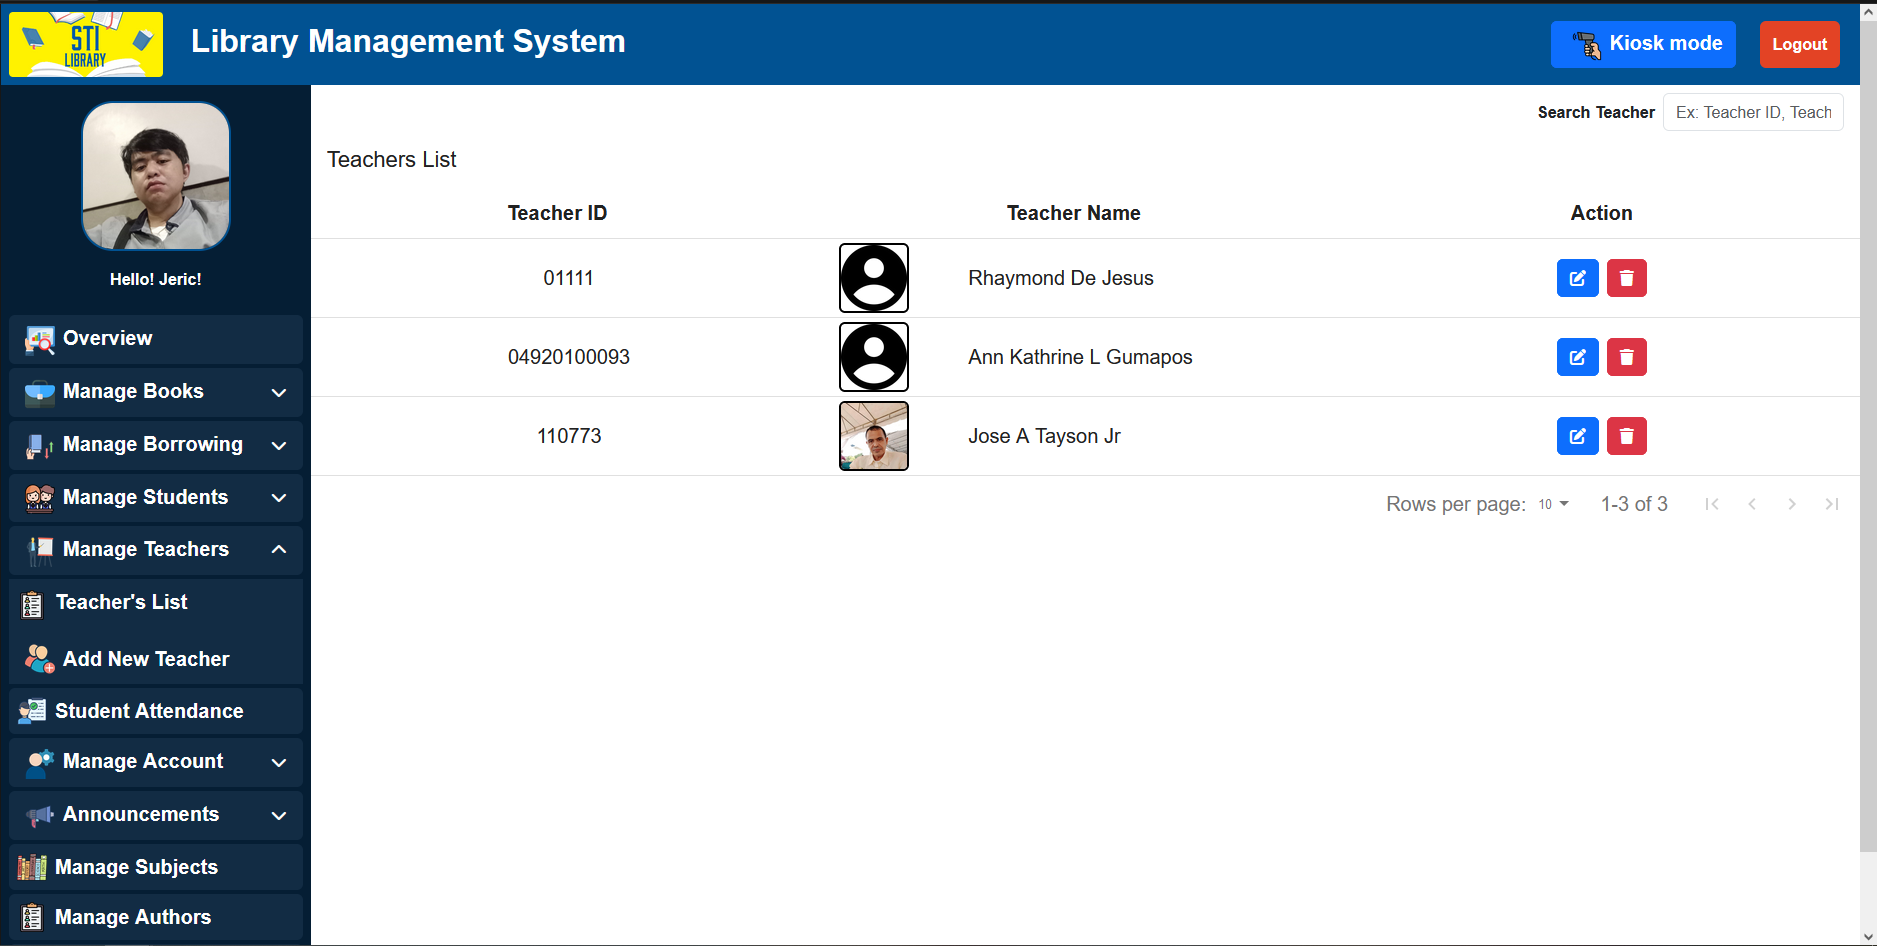 STI
LIBRARY
Library Management System
Kiosk mode
Logout
Hello! Jeric!
Overview
Manage Books
Manage Borrowing
Manage Students
Manage Teachers
Teacher's List
Add New Teacher
Student Attendance
Manage Account
Announcements
Manage Subjects
Manage Authors
Search Teacher
Ex: Teacher ID, Teach
Teachers List
Teacher ID Teacher Name Action
01111 Rhaymond De Jesus
04920100093 Ann Kathrine L Gumapos
110773 Jose A Tayson Jr
Rows per page: 10 1-3 of 3